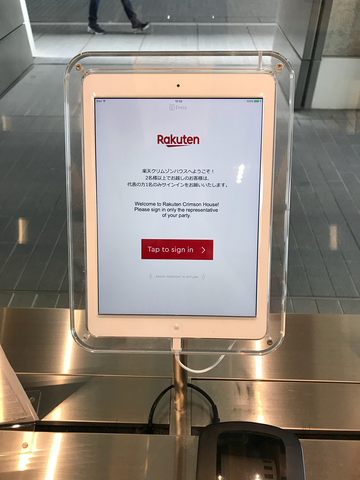 Rakuten
楽天クリムゾンハウスへようこそ！
2名様以上でお越しのお客様は、
代表の方1名のみサインインをお願いいたします。
Welcome to Rakuten Crimson House!
Please sign in only the representative
of your party.
Tap to sign in